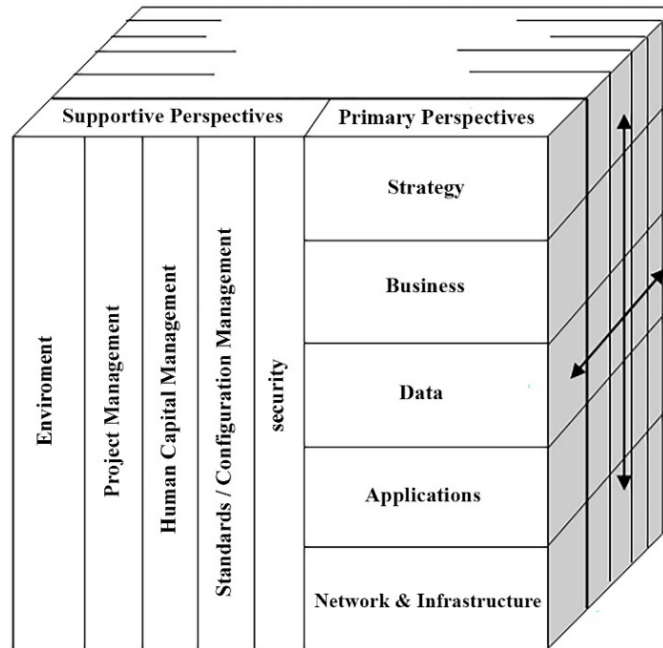 Supportive Perspectives
Primary Perspectives
Enviroment
Project Management
Human Capital Management
Standards / Configuration Management
security
Strategy
Business
Data
Applications
Network & Infrastructure